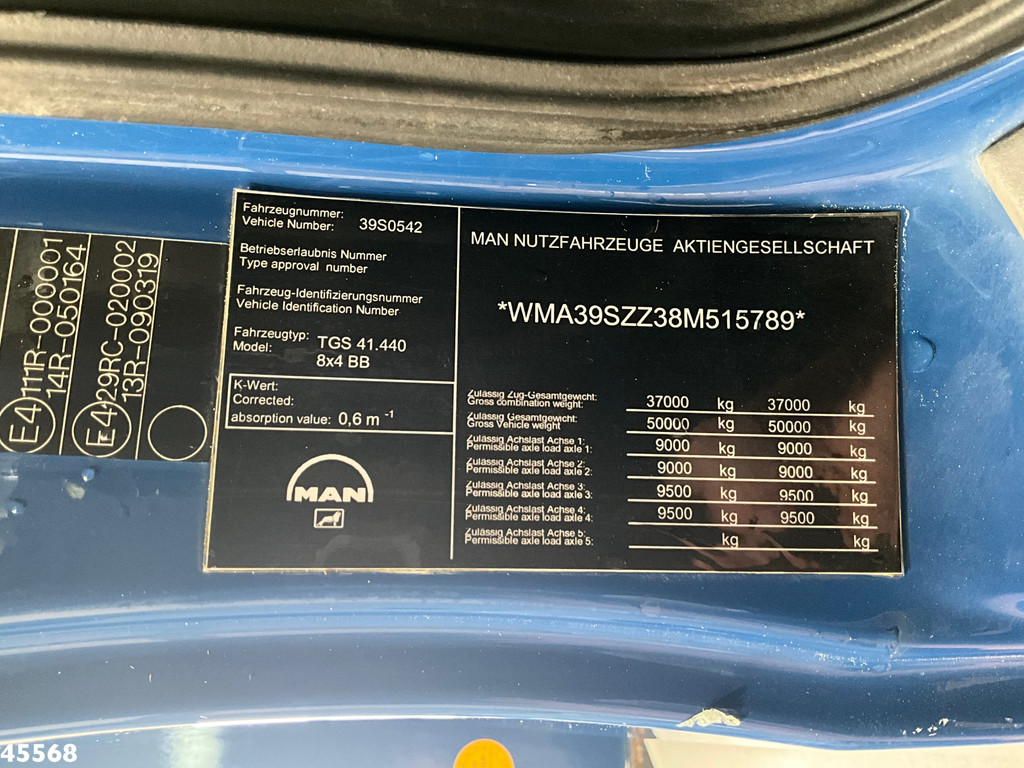 E4 111R-000001
14R-050164
E4 29RC-020002
13R-090319
Fahrzeugnummer:
Vehicle Number: 39S0542
Betriebserlaubnis Nummer
Type approval number
Fahrzeug-Identifizierungsnummer
Vehicle Identification Number
Fahrzeugtyp: TGS 41.440
Model: 8x4 BB
K-Wert:
Corrected:
absorption value: 0,6 m -1
MAN
MAN NUTZFAHRZEUGE AKTIENGESELLSCHAFT
*WMA39SZZ38M515789*
Zulässig Zug-Gesamtgewicht:
Gross combination weight: 37000 kg 37000 kg
Zulässig Gesamtgewicht:
Gross Vehicle weight 50000 kg 50000 kg
Zulässig Achslast Achse 1:
Permissible axle load axle 1: 9000 kg 9000 kg
Zulässig Achslast Achse 2:
Permissible axle load axle 2: 9000 kg 9000 kg
Zulässig Achslast Achse 3:
Permissible axle load axle 3: 9500 kg 9500 kg
Zulässig Achslast Achse 4:
Permissible axle load axle 4: 9500 kg 9500 kg
Zulässig Achslast Achse 5:
Permissible axle load axle 5: kg kg
45568